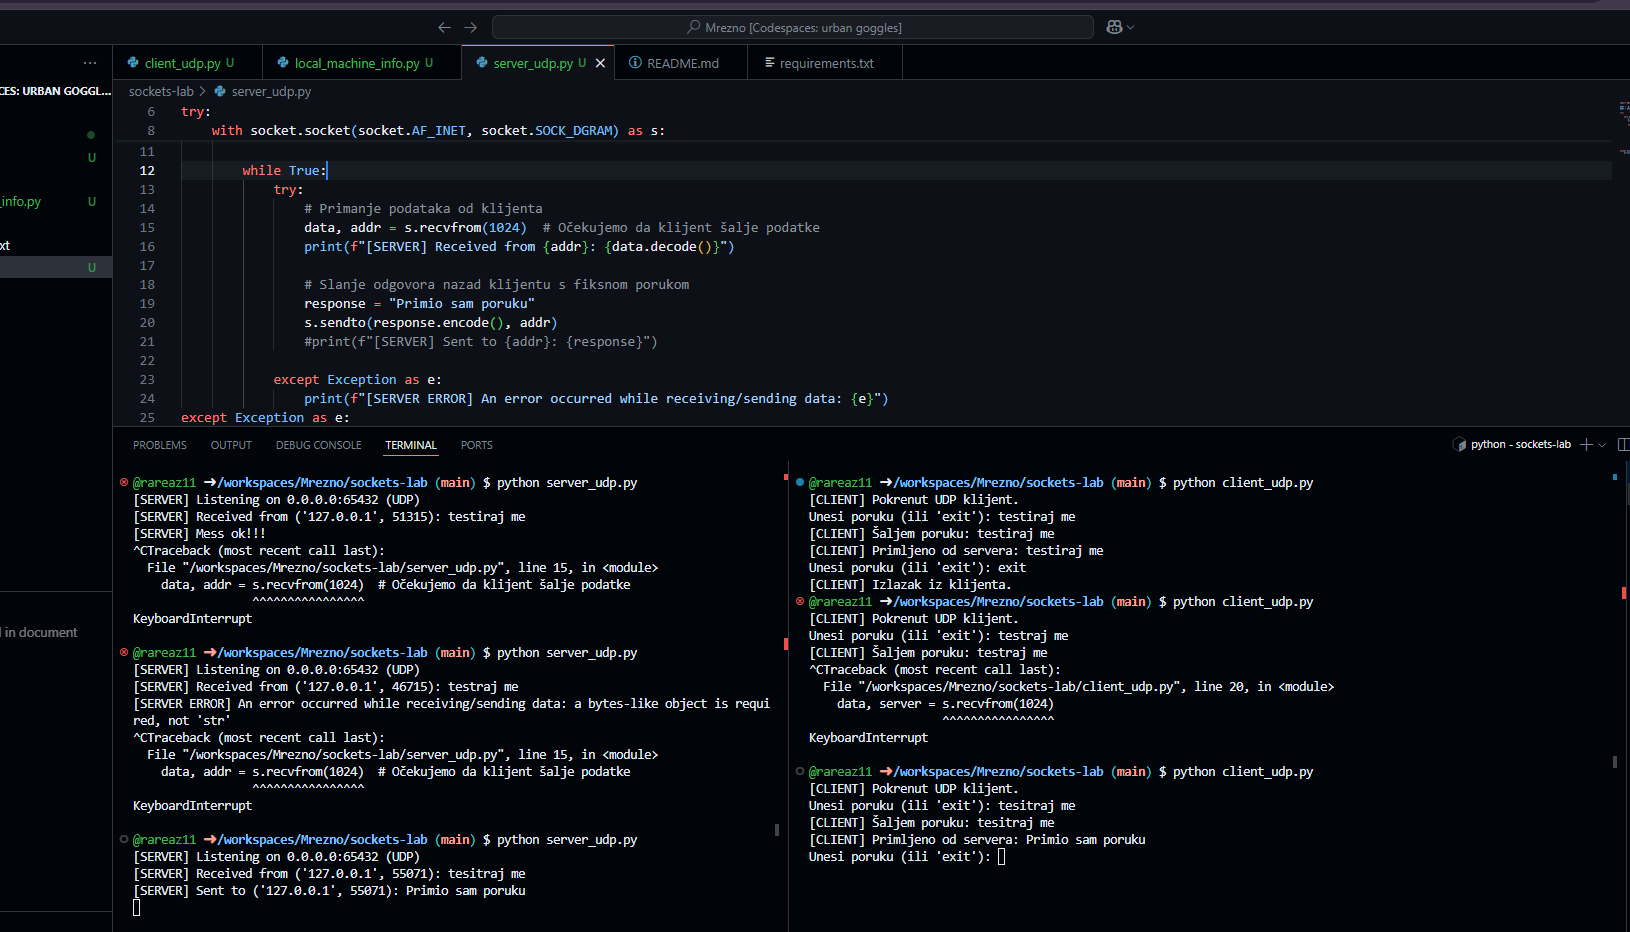 Mrezno [Codespaces: urban goggles]
client_udp.py U
local_machine_info.py U
server_udp.py U
README.md
requirements.txt
CES: URBAN GOGGL...
U
_info.py U
xt
U
in document
sockets-lab > server_udp.py
6 try:
8 with socket.socket(socket.AF_INET, socket.SOCK_DGRAM) as s:
11
12 while True:
13 try:
14 # Primanje podataka od klijenta
15 data, addr = s.recvfrom(1024)  # Očekujemo da klijent šalje podatke
16 print(f"[SERVER] Received from {addr}: {data.decode()}")
17
18 # Slanje odgovora nazad klijentu s fiksnom porukom
19 response = "Primio sam poruku"
20 s.sendto(response.encode(), addr)
21 #print(f"[SERVER] Sent to {addr}: {response}")
22
23 except Exception as e:
24 print(f"[SERVER ERROR] An error occurred while receiving/sending data: {e}")
25 except Exception as e:
PROBLEMS OUTPUT DEBUG CONSOLE TERMINAL PORTS
python - sockets-lab
@rareaz11 ➜/workspaces/Mrezno/sockets-lab (main) $ python server_udp.py
[SERVER] Listening on 0.0.0.0:65432 (UDP)
[SERVER] Received from ('127.0.0.1', 51315): testiraj me
[SERVER] Mess ok!!!
^CTraceback (most recent call last):
File "/workspaces/Mrezno/sockets-lab/server_udp.py", line 15, in <module>
data, addr = s.recvfrom(1024)  # Očekujemo da klijent šalje podatke
^^^^^^^^^^^^^^^^
KeyboardInterrupt
@rareaz11 ➜/workspaces/Mrezno/sockets-lab (main) $ python server_udp.py
[SERVER] Listening on 0.0.0.0:65432 (UDP)
[SERVER] Received from ('127.0.0.1', 46715): testraj me
[SERVER ERROR] An error occurred while receiving/sending data: a bytes-like object is requi
red, not 'str'
^CTraceback (most recent call last):
File "/workspaces/Mrezno/sockets-lab/server_udp.py", line 15, in <module>
data, addr = s.recvfrom(1024)  # Očekujemo da klijent šalje podatke
^^^^^^^^^^^^^^^^
KeyboardInterrupt
@rareaz11 ➜/workspaces/Mrezno/sockets-lab (main) $ python server_udp.py
[SERVER] Listening on 0.0.0.0:65432 (UDP)
[SERVER] Received from ('127.0.0.1', 55071): tesitraj me
[SERVER] Sent to ('127.0.0.1', 55071): Primio sam poruku
@rareaz11 ➜/workspaces/Mrezno/sockets-lab (main) $ python client_udp.py
[CLIENT] Pokrenut UDP klijent.
Unesi poruku (ili 'exit'): testiraj me
[CLIENT] Šaljem poruku: testiraj me
[CLIENT] Primljeno od servera: testiraj me
Unesi poruku (ili 'exit'): exit
[CLIENT] Izlazak iz klijenta.
@rareaz11 ➜/workspaces/Mrezno/sockets-lab (main) $ python client_udp.py
[CLIENT] Pokrenut UDP klijent.
Unesi poruku (ili 'exit'): testraj me
[CLIENT] Šaljem poruku: testraj me
^CTraceback (most recent call last):
File "/workspaces/Mrezno/sockets-lab/client_udp.py", line 20, in <module>
data, server = s.recvfrom(1024)
^^^^^^^^^^^^^^^^
KeyboardInterrupt
@rareaz11 ➜/workspaces/Mrezno/sockets-lab (main) $ python client_udp.py
[CLIENT] Pokrenut UDP klijent.
Unesi poruku (ili 'exit'): tesitraj me
[CLIENT] Šaljem poruku: tesitraj me
[CLIENT] Primljeno od servera: Primio sam poruku
Unesi poruku (ili 'exit'):